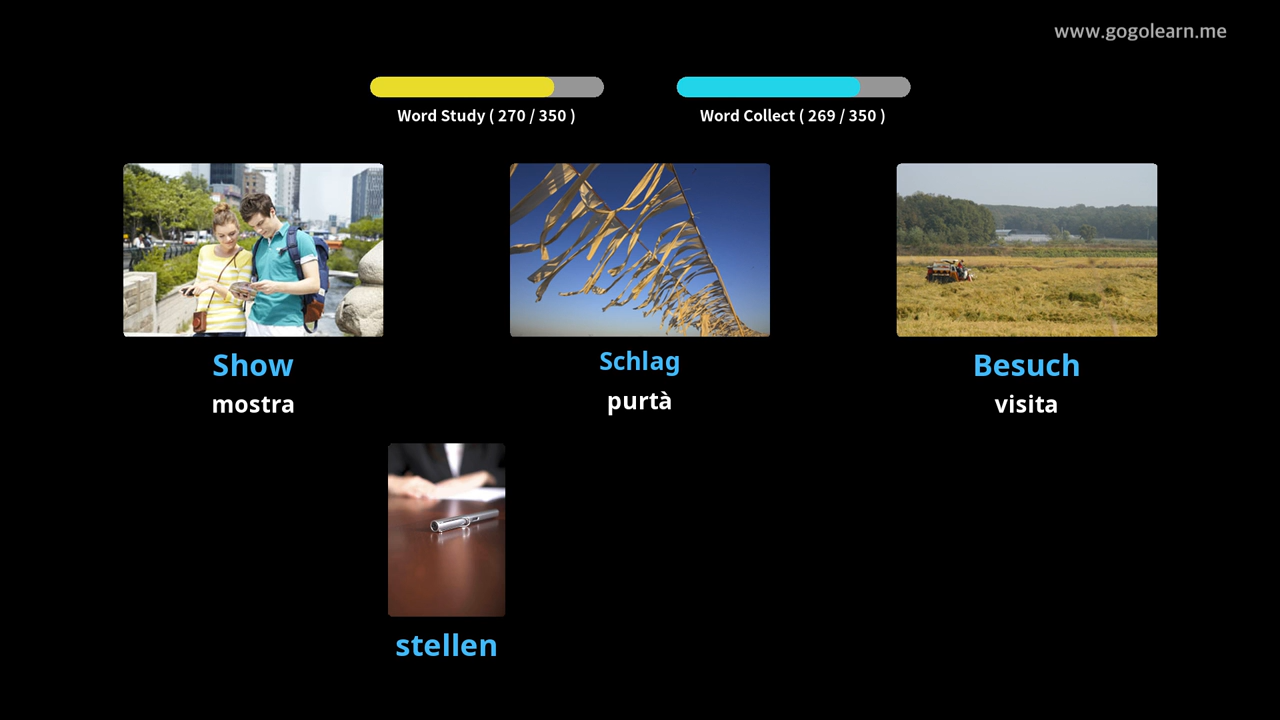 www.gogolearn.me
Word Study ( 270 / 350 )
Word Collect ( 269 / 350 )
Show
mostra
Schlag
purtà
Besuch
visita
stellen